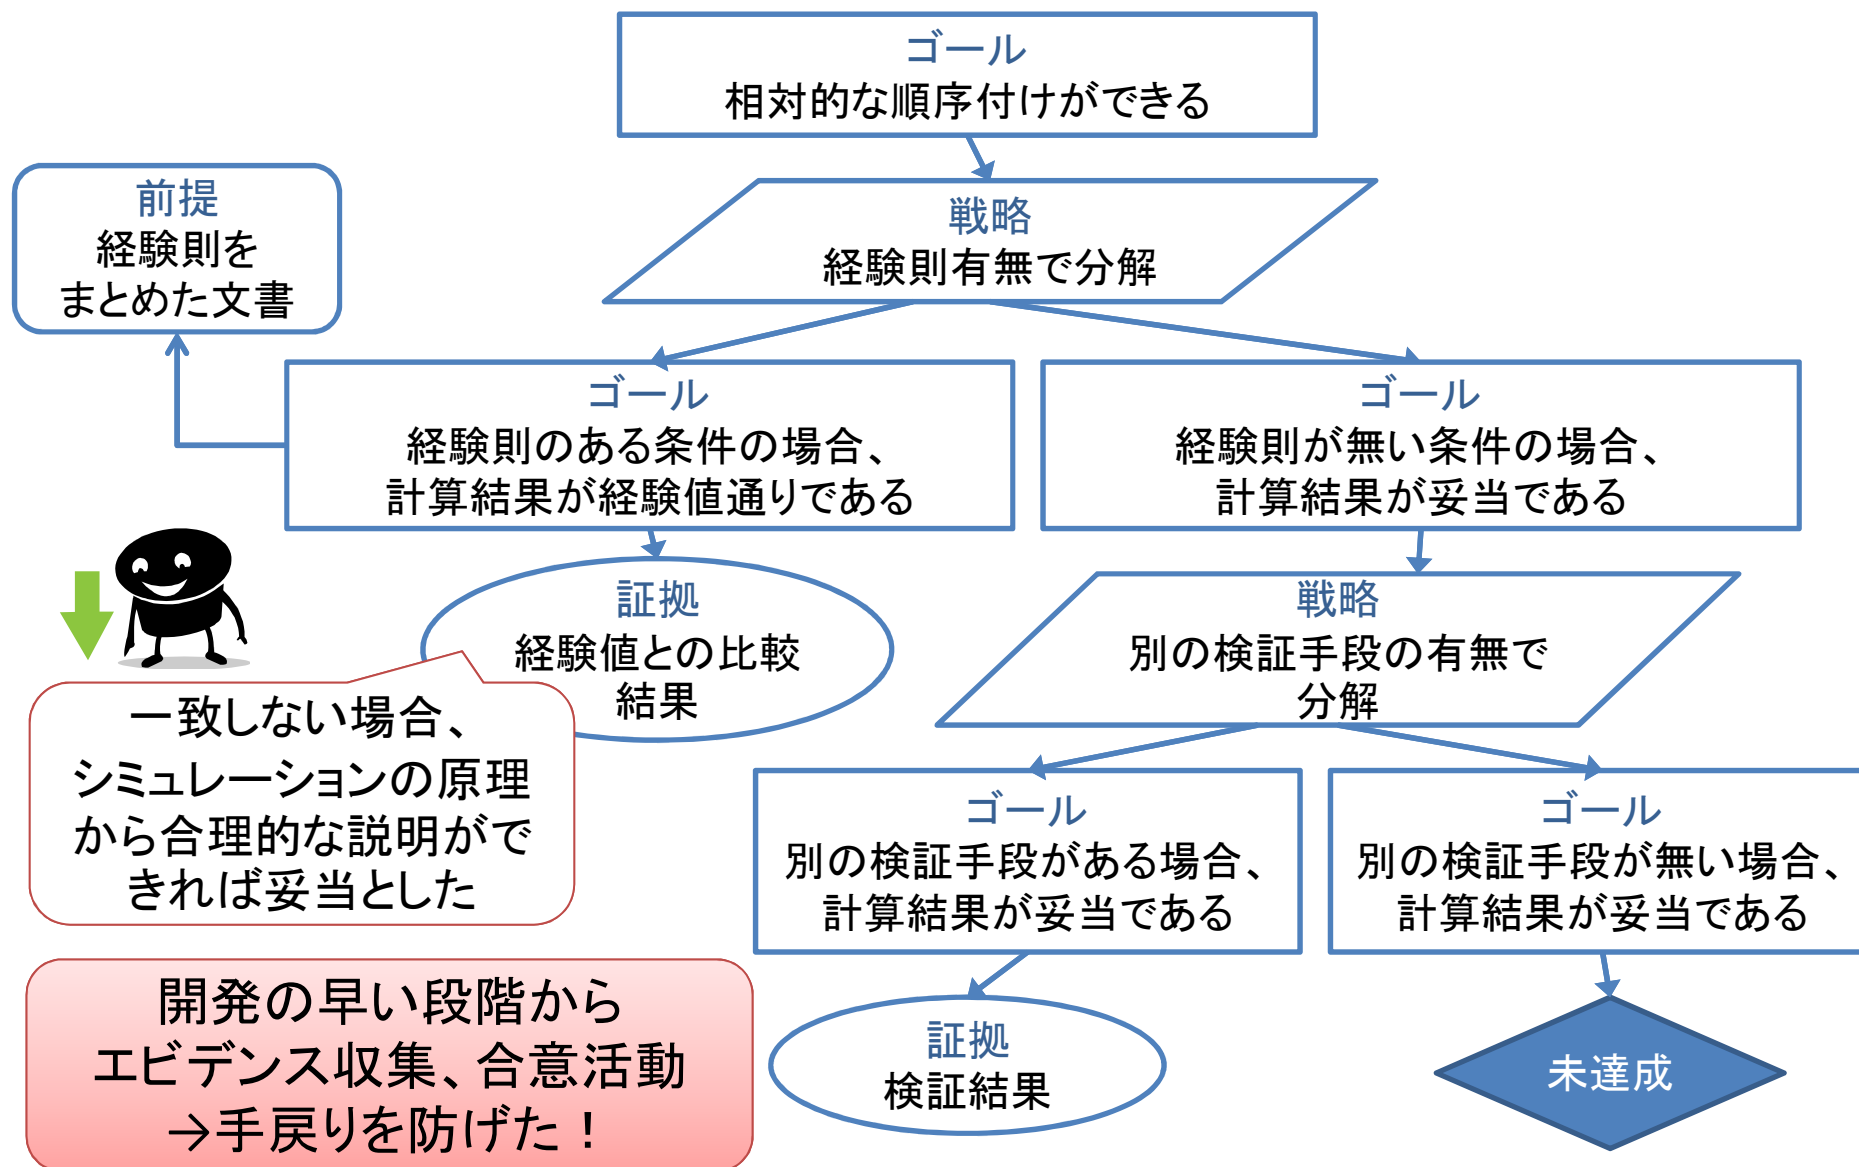 ゴール
相対的な順序付けができる
前提
経験則を
まとめた文書
戦略
経験則有無で分解
ゴール
経験則のある条件の場合、
計算結果が経験値通りである
ゴール
経験則が無い条件の場合、
計算結果が妥当である
証拠
経験値との比較
結果
戦略
別の検証手段の有無で
分解
一致しない場合、
シミュレーションの原理
から合理的な説明がで
きれば妥当とした
ゴール
別の検証手段がある場合、
計算結果が妥当である
ゴール
別の検証手段が無い場合、
計算結果が妥当である
開発の早い段階から
エビデンス収集、合意活動
→手戻りを防げた！
証拠
検証結果
未達成